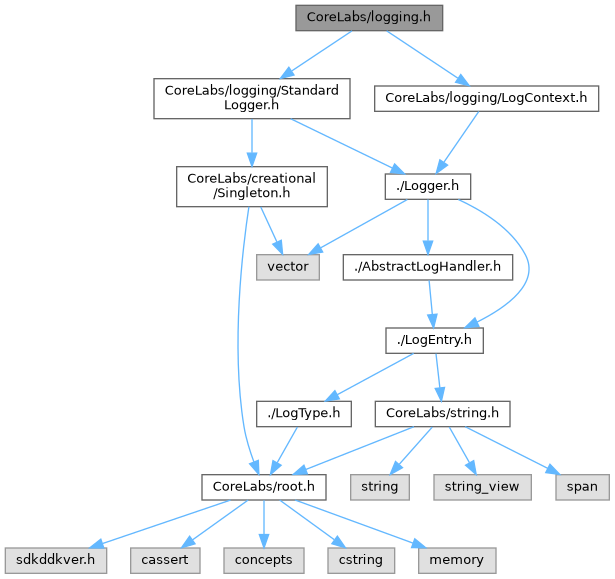 CoreLabs/logging.h
CoreLabs/logging/Standard
Logger.h
CoreLabs/logging/LogContext.h
CoreLabs/creational
/Singleton.h
./Logger.h
vector
./AbstractLogHandler.h
./LogEntry.h
./LogType.h
CoreLabs/string.h
CoreLabs/root.h
string
string_view
span
sdkddkver.h
cassert
concepts
cstring
memory